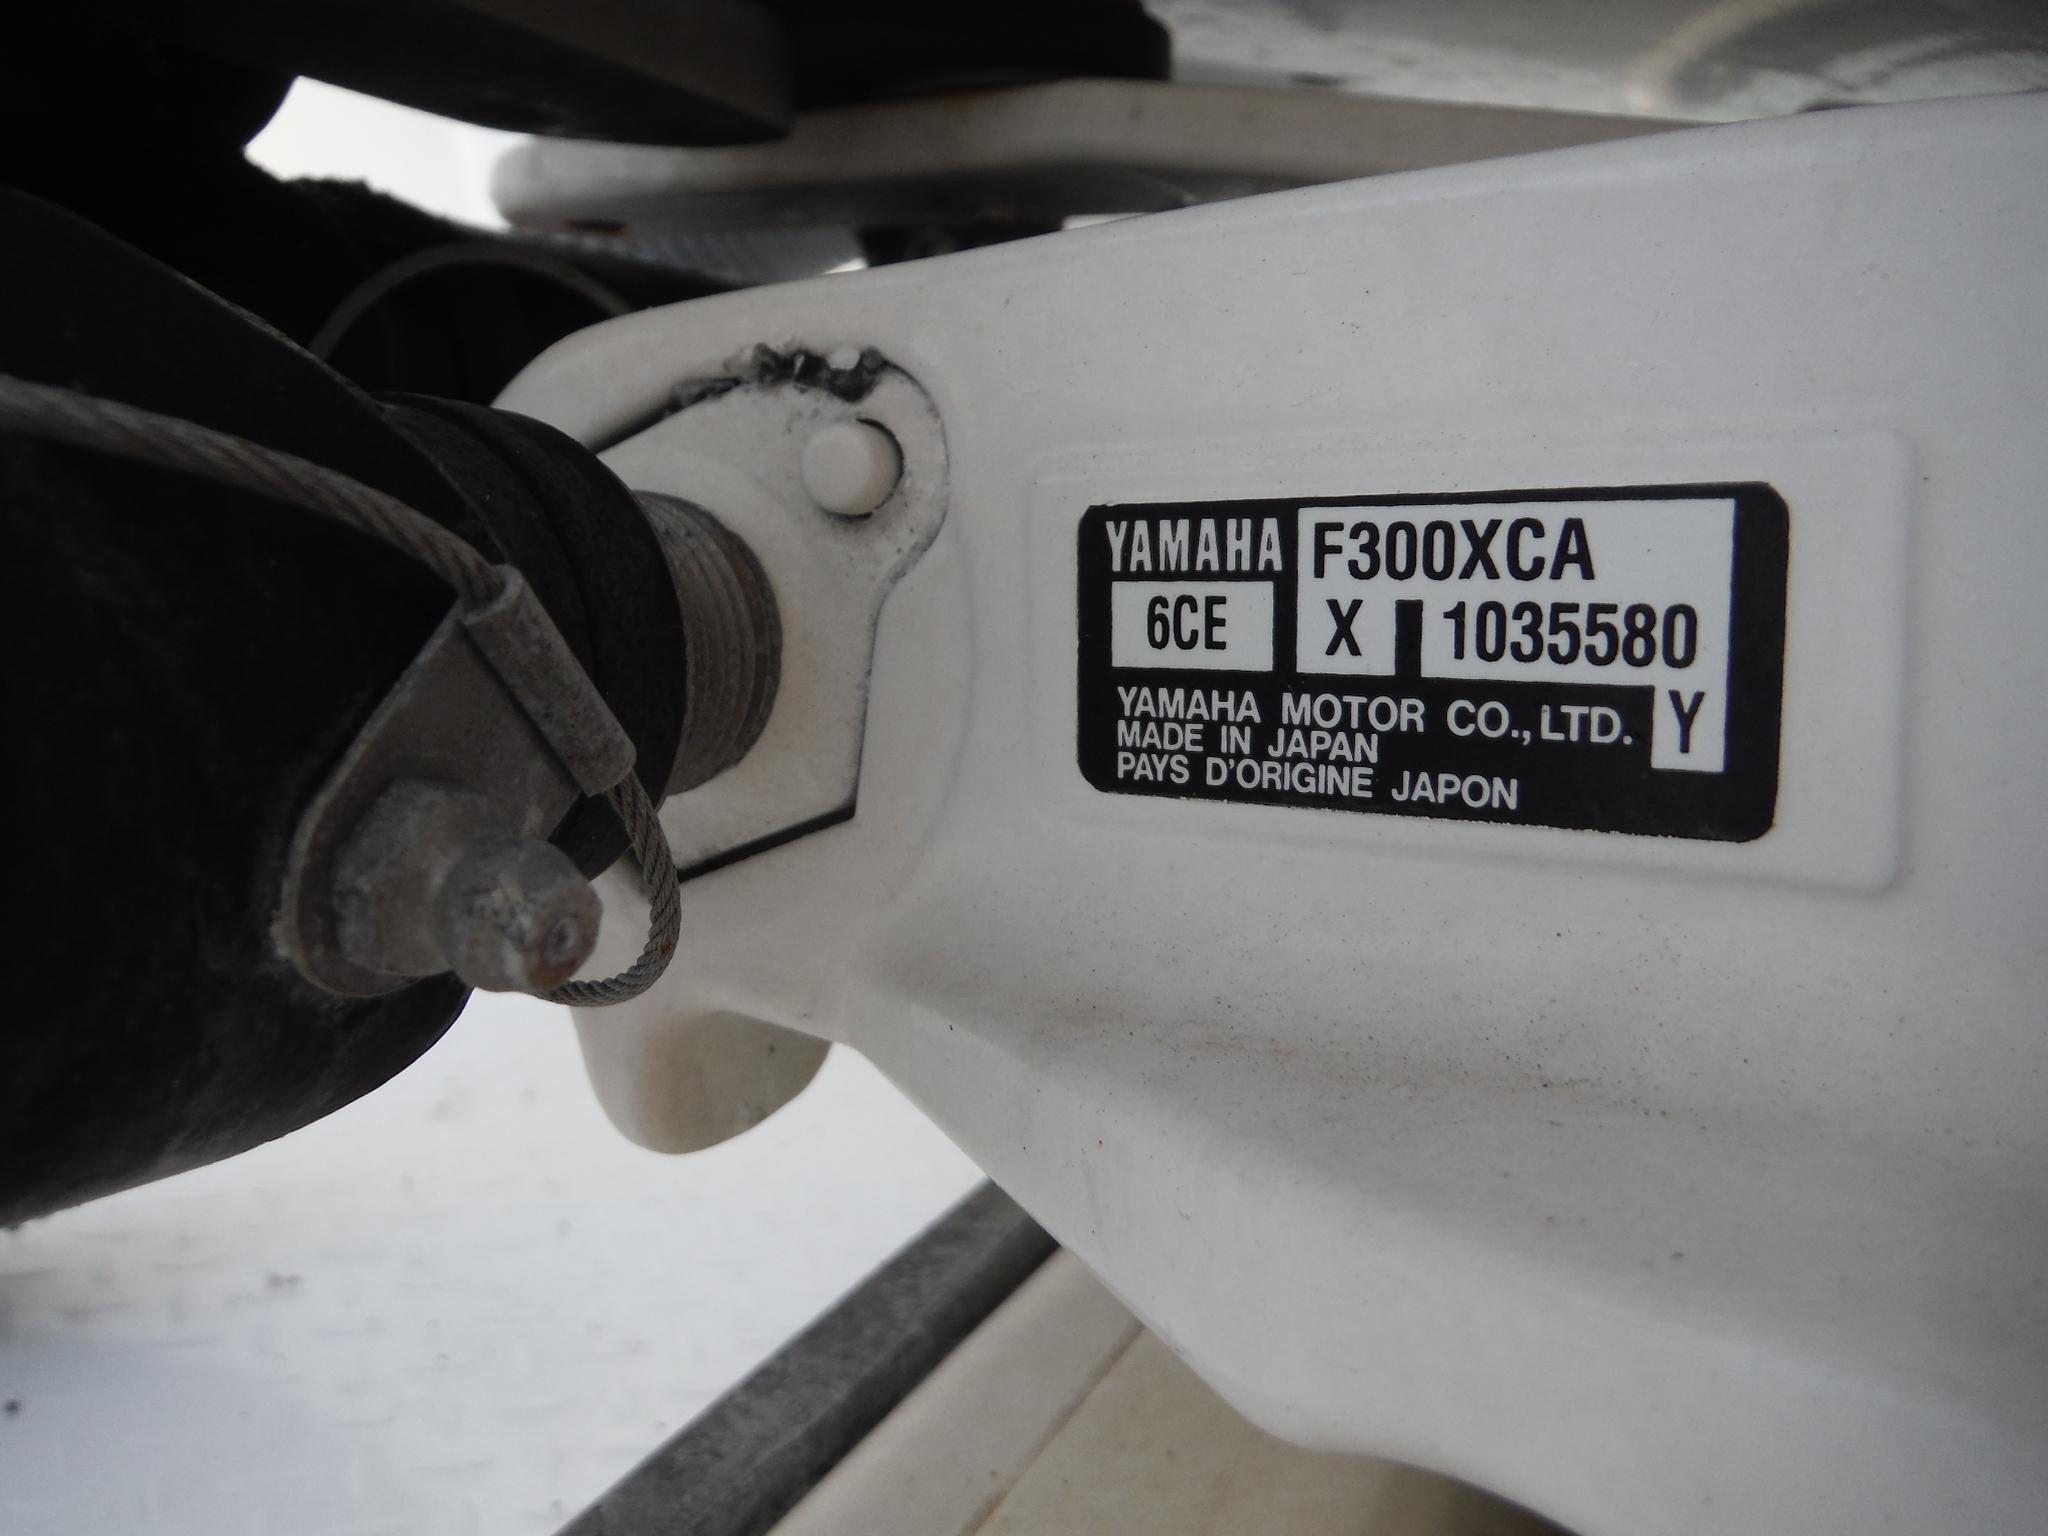 YAMAHA F300XCA
6CE X 1035580
YAMAHA MOTOR CO.,LTD. Y
MADE IN JAPAN
PAYS D'ORIGINE JAPON